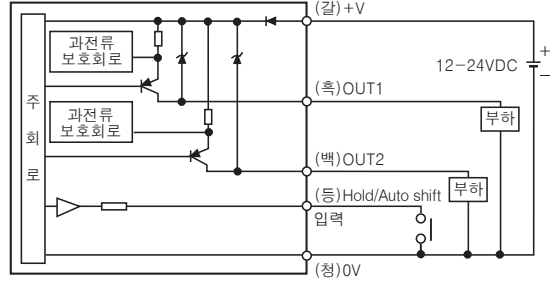 (갈)+V
과전류
보호회로
12-24VDC
+
−
(흑)OUT1
부하
과전류
보호회로
주
회
로
(백)OUT2
부하
(등)Hold/Auto shift
입력
(청)0V